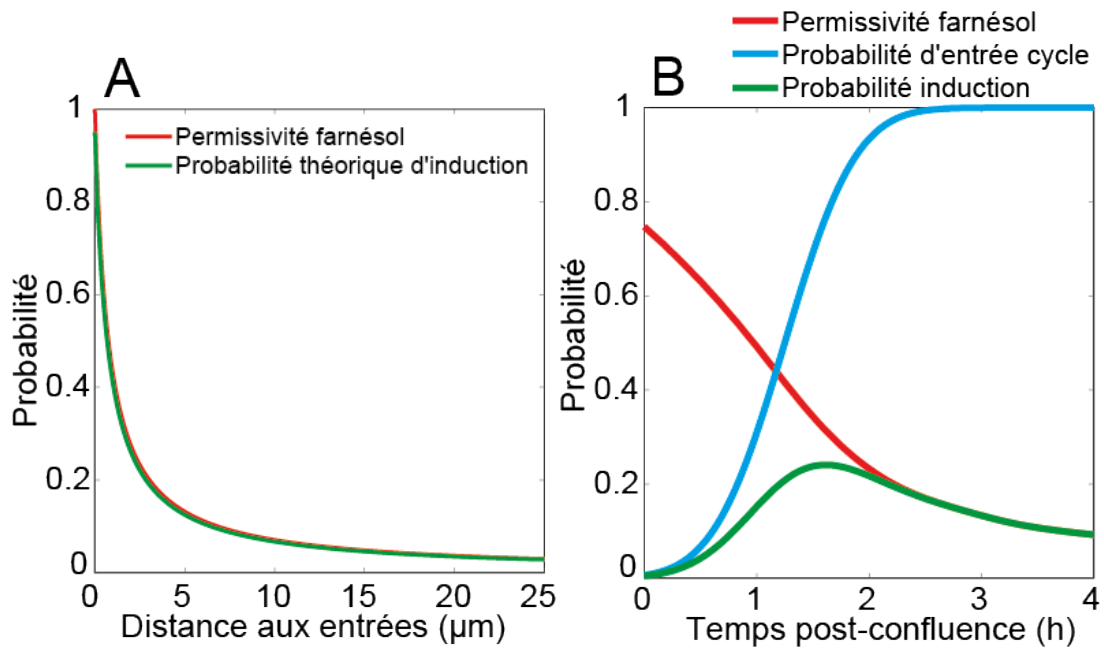 A
Permissivité farnésol
Probabilité théorique d'induction
Probabilité
1
0.8
0.6
0.4
0.2
0
0 5 10 15 20 25
Distance aux entrées (µm)
B
Permissivité farnésol
Probabilité d'entrée cycle
Probabilité induction
Probabilité
1
0.8
0.6
0.4
0.2
0
0 1 2 3 4
Temps post-confluence (h)